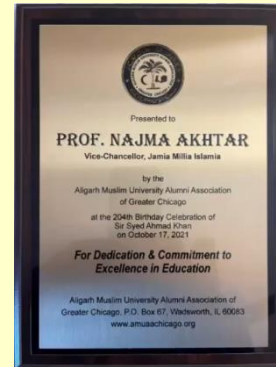 Presented to
PROF. NAJMA AKHTAR
Vice-Chancellor, Jamia Millia Islamia
by the
Aligarh Muslim University Alumni Association
of Greater Chicago
at the 204th Birthday Celebration of
Sir Syed Ahmad Khan
on October 17, 2021
For Dedication & Commitment to
Excellence in Education
Aligarh Muslim University Alumni Association of
Greater Chicago, P.O. Box 67, Wadsworth, IL 60083
www.amuaachicago.org